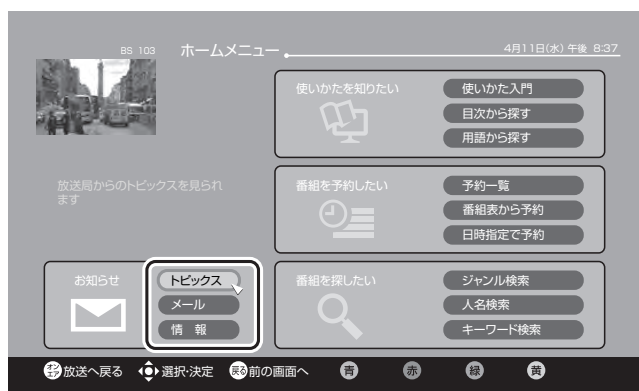 BS 103 ホームメニュー 4月11日(水) 午後 8:37
使いかたを知りたい
使いかた入門
目次から探す
用語から探す
放送局からのトピックスを見られ
ます
番組を予約したい
予約一覧
番組表から予約
日時指定で予約
お知らせ
トピックス
メール
情 報
番組を探したい
ジャンル検索
人名検索
キーワード検索
放送へ戻る 選択・決定 戻る 前の画面へ 青 赤 緑 黄